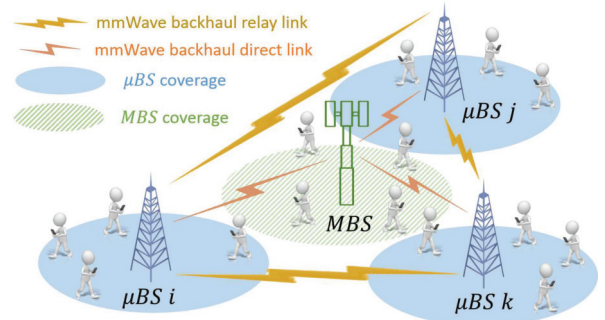 mmWave backhaul relay link
mmWave backhaul direct link
μBS coverage
MBS coverage
μBS j
MBS
μBS i
μBS k